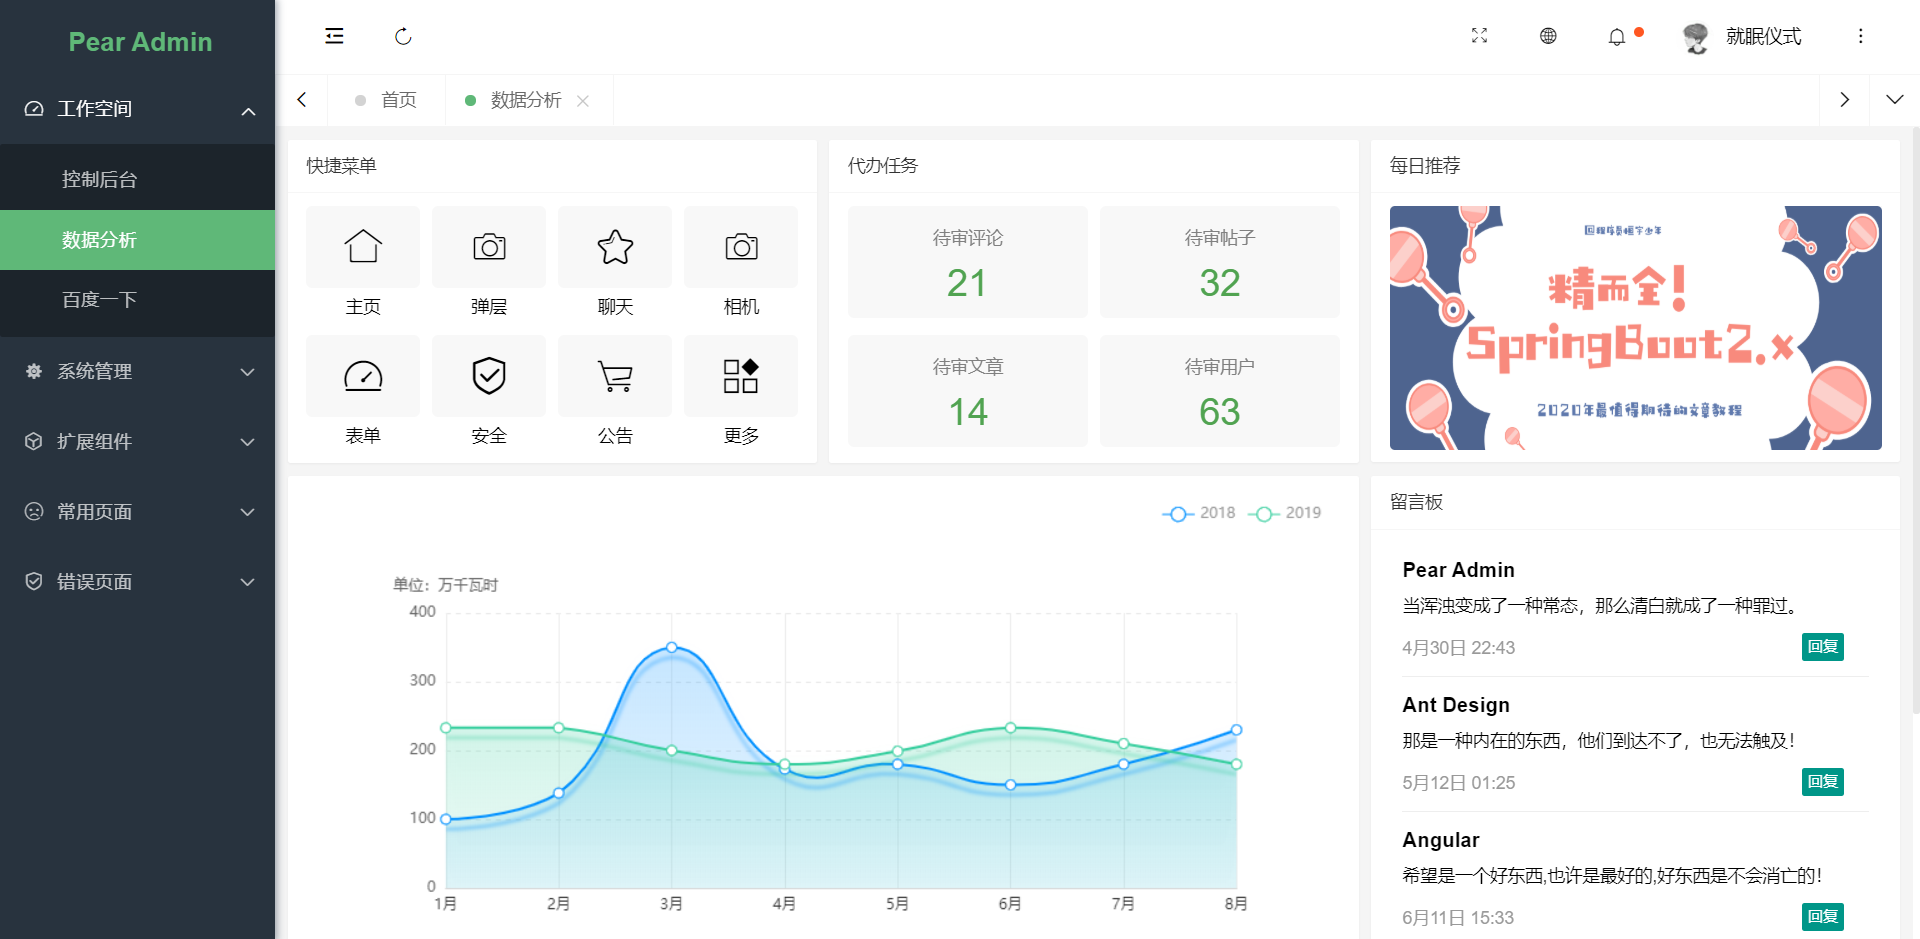 Pear Admin
工作空间
控制后台
数据分析
百度一下
系统管理
扩展组件
常用页面
错误页面
就眠仪式
首页
数据分析
快捷菜单
主页
弹层
聊天
相机
表单
安全
公告
更多
代办任务
待审评论
21
待审帖子
32
待审文章
14
待审用户
63
每日推荐
精而全!
SpringBoot2.x
2020年最值得期待的文章教程
2018
2019
单位：万千瓦时
400
300
200
100
0
1月
2月
3月
4月
5月
6月
7月
8月
留言板
Pear Admin
当浑浊变成了一种常态，那么清白就成了一种罪过。
4月30日 22:43
回复
Ant Design
那是一种内在的东西，他们到达不了，也无法触及！
5月12日 01:25
回复
Angular
希望是一个好东西,也许是最好的,好东西是不会消亡的！
6月11日 15:33
回复